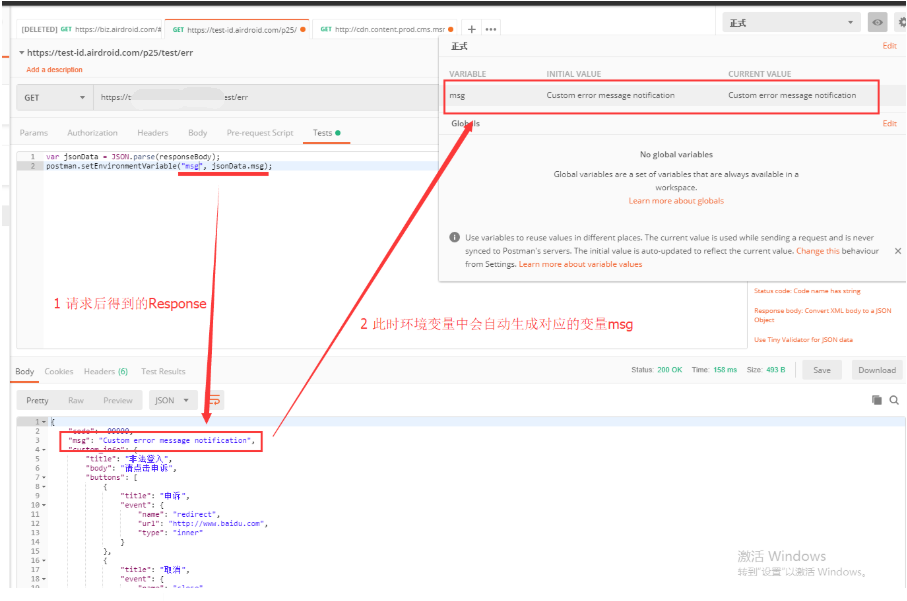 [DELETED] GET https://biz.airdroid.com/#
GET https://test-id.airdroid.com/p25/
GET http://cdn.content.prod.cms.msn
+ •••
正式
https://test-id.airdroid.com/p25/test/err
Add a description
GET
https://t
est/err
Params Authorization Headers Body Pre-request Script Tests
1 var jsonData = JSON.parse(responseBody);
2 postman.setEnvironmentVariable("msg", jsonData.msg);
正式
Edit
VARIABLE INITIAL VALUE CURRENT VALUE
msg Custom error message notification Custom error message notification
Globals
Edit
No global variables
Global variables are a set of variables that are always available in a
workspace.
Learn more about globals
Use variables to reuse values in different places. The current value is used while sending a request and is never
synced to Postman's servers. The initial value is auto-updated to reflect the current value. Change this behaviour
from Settings. Learn more about variable values
Status code: Code name has string
Response body: Convert XML body to a JSON
Object
Use Tiny Validator for JSON data
1 请求后得到的Response
2 此时环境变量中会自动生成对应的变量msg
Body Cookies Headers (6) Test Results
Status: 200 OK Time: 158 ms Size: 493 B Save Download
Pretty Raw Preview JSON
1 {
2 "code":
3 "msg": "Custom error message notification",
4 "custom_info": {
5 "title": "非法登入",
6 "body": "请点击申诉",
7 "buttons": [
8 {
9 "title": "申诉",
10 "event": {
11 "name": "redirect",
12 "url": "http://www.baidu.com",
13 "type": "inner"
14 }
15 },
16 {
17 "title": "取消",
18 "event": {
19
激活 Windows
转到"设置"以激活 Windows。